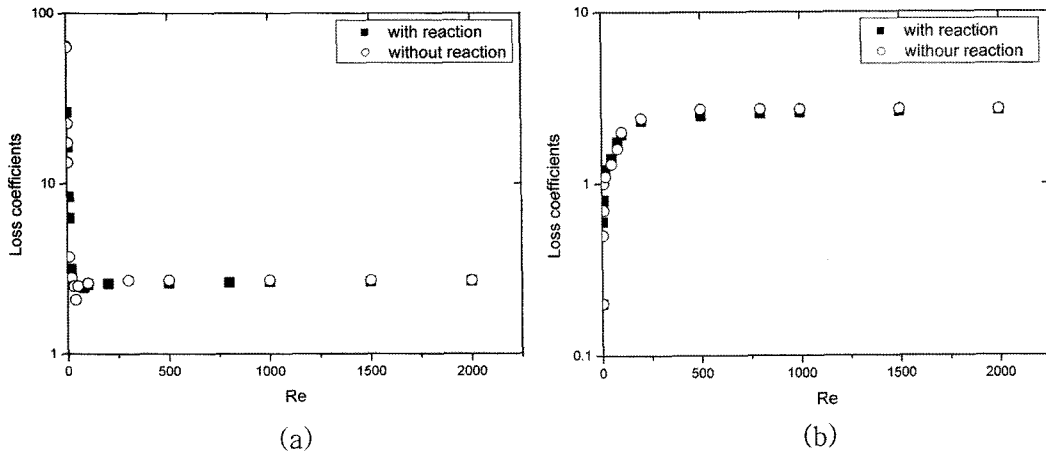 100
10
1
Loss coefficients
with reaction
without reaction
0
500
1000
1500
2000
Re
(a)
10
1
0.1
Loss coefficients
with reaction
withour reaction
0
500
1000
1500
2000
Re
(b)